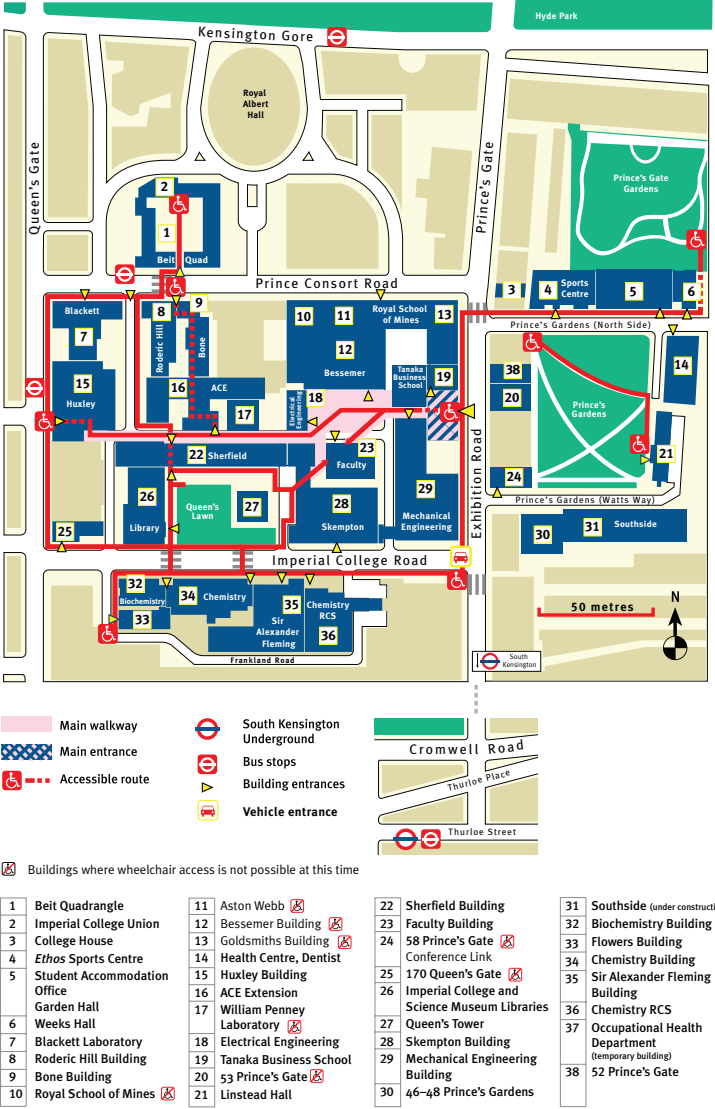 Hyde Park
Kensington Gore
Royal
Albert
Hall
Queen's Gate
Prince's Gate
Prince's Gate
Gardens
2
1
Beit Quad
Prince Consort Road
3
4
Sports
Centre
5
6
Prince's Gardens (North Side)
Blackett
7
15
Huxley
8
Roderic Hill
9
Bone
16
ACE
17
10
11
Royal School
of Mines
13
12
Bessemer
Tanaka
Business
School
19
18
Electrical
Engineering
38
20
Prince's
Gardens
14
21
22
Sherfield
23
Faculty
24
Prince's Gardens (Watts Way)
26
Library
Queen's
Lawn
27
28
Skempton
29
Mechanical
Engineering
Exhibition Road
25
30
31
Southside
Imperial College Road
32
Biochemistry
33
34
Chemistry
35
Sir
Alexander
Fleming
Chemistry
RCS
36
Frankland Road
50 metres
N
South
Kensington
Main walkway
Main entrance
Accessible route
South Kensington
Underground
Bus stops
Building entrances
Vehicle entrance
Cromwell Road
Thurloe Place
Thurloe Street
Buildings where wheelchair access is not possible at this time
1 Beit Quadrangle
2 Imperial College Union
3 College House
4 Ethos Sports Centre
5 Student Accommodation
Office
Garden Hall
6 Weeks Hall
7 Blackett Laboratory
8 Roderic Hill Building
9 Bone Building
10 Royal School of Mines
11 Aston Webb
12 Bessemer Building
13 Goldsmiths Building
14 Health Centre, Dentist
15 Huxley Building
16 ACE Extension
17 William Penney
Laboratory
18 Electrical Engineering
19 Tanaka Business School
20 53 Prince's Gate
21 Linstead Hall
22 Sherfield Building
23 Faculty Building
24 58 Prince's Gate
Conference Link
25 170 Queen's Gate
26 Imperial College and
Science Museum Libraries
27 Queen's Tower
28 Skempton Building
29 Mechanical Engineering
Building
30 46–48 Prince's Gardens
31 Southside (under constructi
32 Biochemistry Building
33 Flowers Building
34 Chemistry Building
35 Sir Alexander Fleming
Building
36 Chemistry RCS
37 Occupational Health
Department
(temporary building)
38 52 Prince's Gate